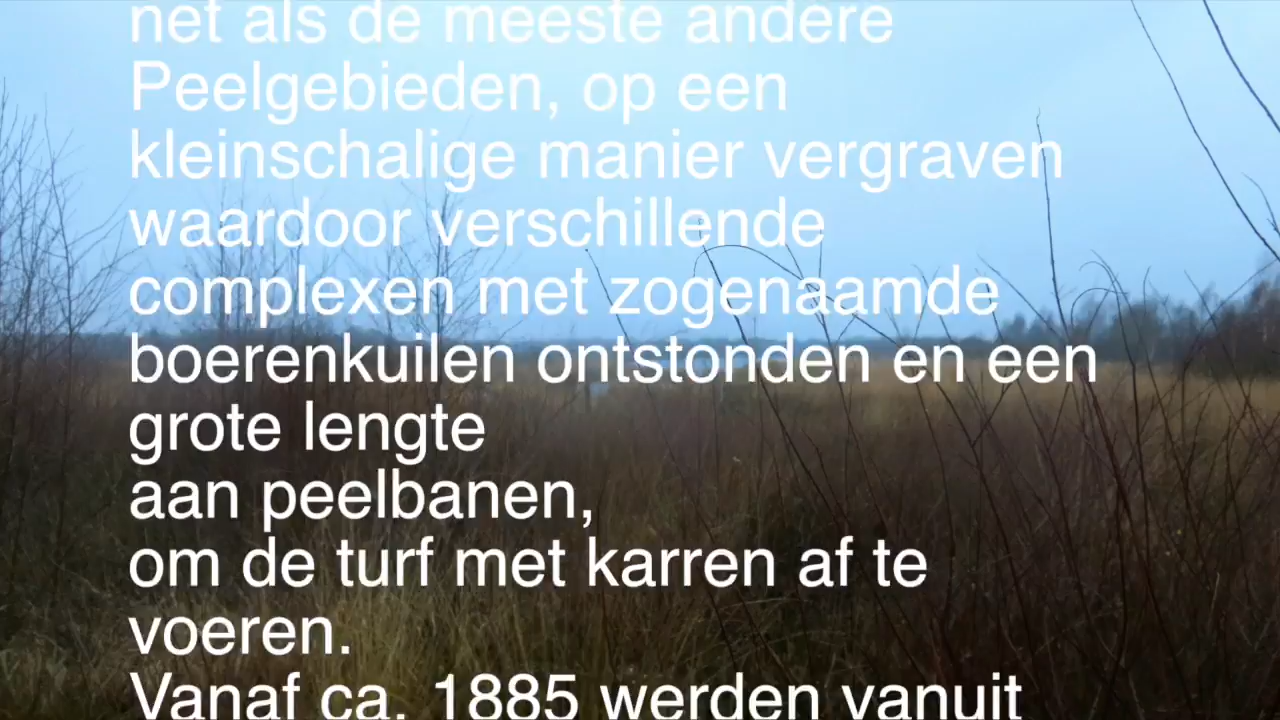 net als de meeste andere
Peelgebieden, op een
kleinschalige manier vergraven
waardoor verschillende
complexen met zogenaamde
boerenkuilen ontstonden en een
grote lengte
aan peelbanen,
om de turf met karren af te
voeren.
Vanaf ca. 1885 werden vanuit